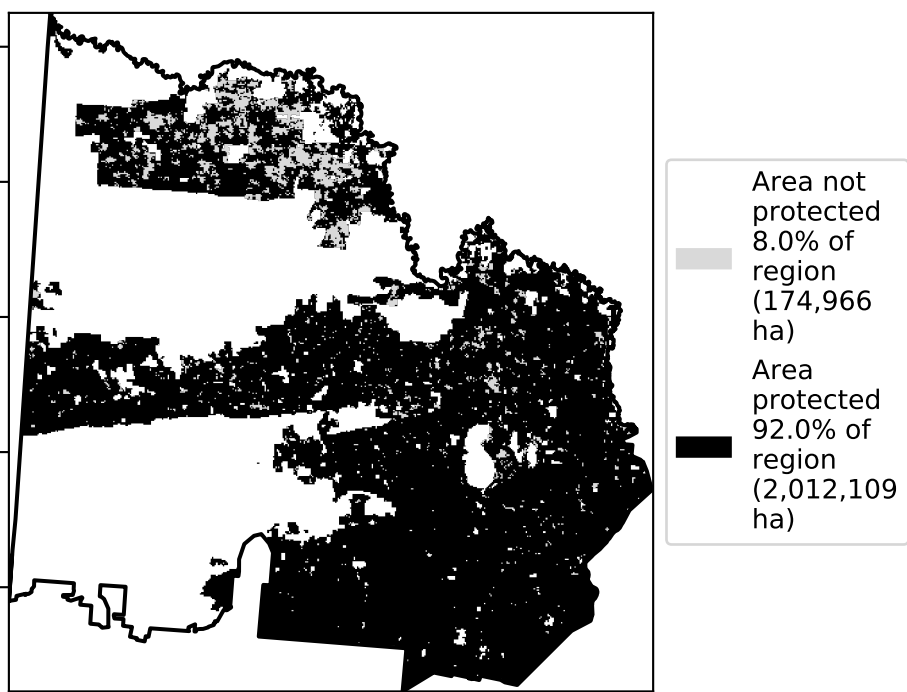 Area not
protected
8.0% of
region
(174,966
ha)
Area
protected
92.0% of
region
(2,012,109
ha)